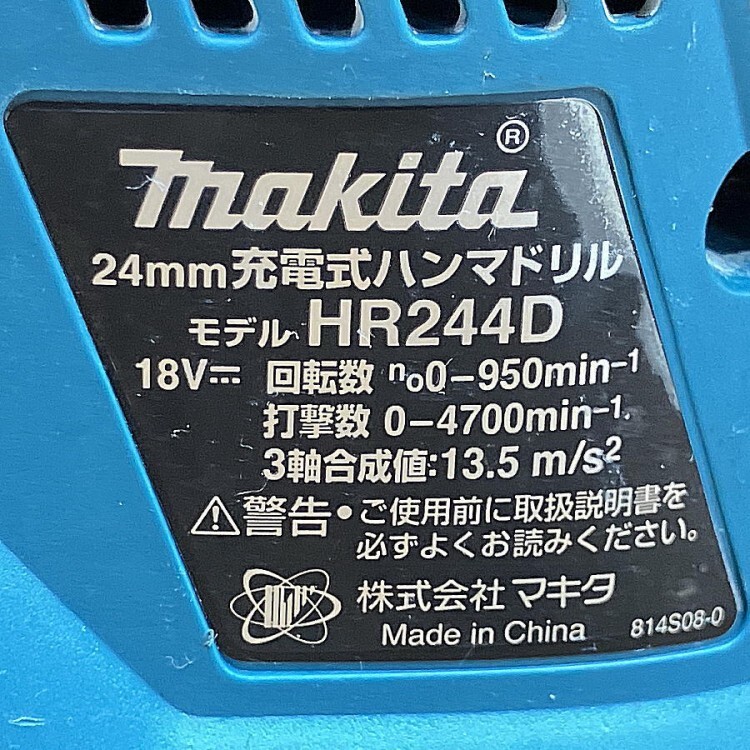 makita®
24mm充電式ハンマドリル
モデル HR244D
18V⎓ 回転数 n₀0-950min⁻¹
打撃数 0-4700min⁻¹
3軸合成値:13.5 m/s²
⚠警告・ご使用前に取扱説明書を
必ずよくお読みください。
株式会社 マキタ
Made in China 814S08-0